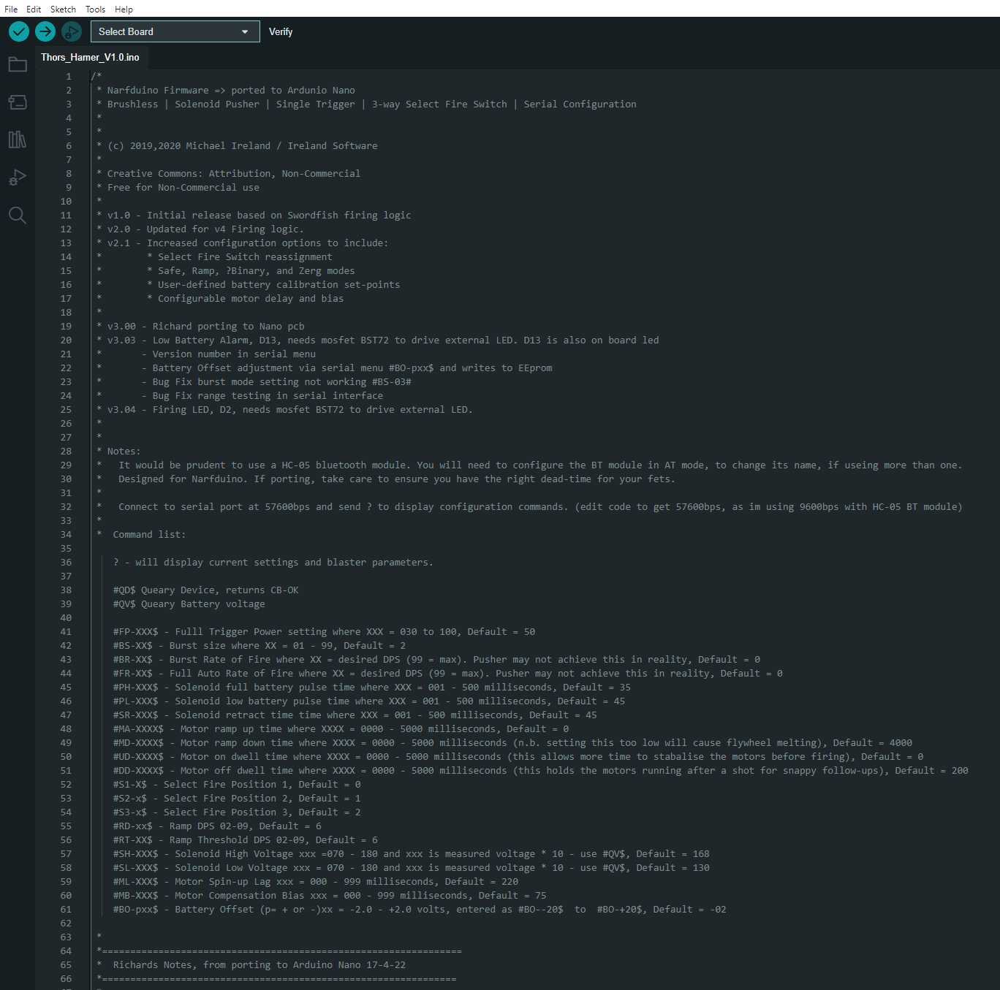 File Edit Sketch Tools Help
Select Board
Verify
Thors_Hamer_V1.0.ino
1 /*
2 * Narfduino Firmware => ported to Ardunio Nano
3 * Brushless | Solenoid Pusher | Single Trigger | 3-way Select Fire Switch | Serial Configuration
4 *
5 *
6 * (c) 2019,2020 Michael Ireland / Ireland Software
7 *
8 * Creative Commons: Attribution, Non-Commercial
9 * Free for Non-Commercial use
10 *
11 * v1.0 - Initial release based on Swordfish firing logic
12 * v2.0 - Updated for v4 Firing logic.
13 * v2.1 - Increased configuration options to include:
14 * * Select Fire Switch reassignment
15 * * Safe, Ramp, ?Binary, and Zerg modes
16 * * User-defined battery calibration set-points
17 * * Configurable motor delay and bias
18 *
19 * v3.00 - Richard porting to Nano pcb
20 * v3.03 - Low Battery Alarm, D13, needs mosfet BST72 to drive external LED. D13 is also on board led
21 * - Version number in serial menu
22 * - Battery Offset adjustment via serial menu #BO-pxx$ and writes to EEprom
23 * - Bug Fix burst mode setting not working #BS-03#
24 * - Bug Fix range testing in serial interface
25 * v3.04 - Firing LED, D2, needs mosfet BST72 to drive external LED.
26 *
27 *
28 * Notes:
29 * It would be prudent to use a HC-05 bluetooth module. You will need to configure the BT module in AT mode, to change its name, if useing more than one.
30 * Designed for Narfduino. If porting, take care to ensure you have the right dead-time for your fets.
31 *
32 * Connect to serial port at 57600bps and send ? to display configuration commands. (edit code to get 57600bps, as im using 9600bps with HC-05 BT module)
33 *
34 * Command list:
35
36 ? - will display current settings and blaster parameters.
37
38 #QD$ Queary Device, returns CB-OK
39 #QV$ Queary Battery voltage
40
41 #FP-XXX$ - Fulll Trigger Power setting where XXX = 030 to 100, Default = 50
42 #BS-XX$ - Burst size where XX = 01 - 99, Default = 2
43 #BR-XX$ - Burst Rate of Fire where XX = desired DPS (99 = max). Pusher may not achieve this in reality, Default = 0
44 #FR-XX$ - Full Auto Rate of Fire where XX = desired DPS (99 = max). Pusher may not achieve this in reality, Default = 0
45 #PH-XXX$ - Solenoid full battery pulse time where XXX = 001 - 500 milliseconds, Default = 35
46 #PL-XXX$ - Solenoid low battery pulse time where XXX = 001 - 500 milliseconds, Default = 45
47 #SR-XXX$ - Solenoid retract time time where XXX = 001 - 500 milliseconds, Default = 45
48 #MA-XXXX$ - Motor ramp up time where XXXX = 0000 - 5000 milliseconds, Default = 0
49 #MD-XXXX$ - Motor ramp down time where XXXX = 0000 - 5000 milliseconds (n.b. setting this too low will cause flywheel melting), Default = 4000
50 #UD-XXXX$ - Motor on dwell time where XXXX = 0000 - 5000 milliseconds (this allows more time to stabalise the motors before firing), Default = 0
51 #DD-XXXX$ - Motor off dwell time where XXXX = 0000 - 5000 milliseconds (this holds the motors running after a shot for snappy follow-ups), Default = 200
52 #S1-X$ - Select Fire Position 1, Default = 0
53 #S2-x$ - Select Fire Position 2, Default = 1
54 #S3-x$ - Select Fire Position 3, Default = 2
55 #RD-xx$ - Ramp DPS 02-09, Default = 6
56 #RT-XX$ - Ramp Threshold DPS 02-09, Default = 6
57 #SH-XXX$ - Solenoid High Voltage xxx =070 - 180 and xxx is measured voltage * 10 - use #QV$, Default = 168
58 #SL-XXX$ - Solenoid Low Voltage xxx = 070 - 180 and xxx is measured voltage * 10 - use #QV$, Default = 130
59 #ML-XXX$ - Motor Spin-up Lag xxx = 000 - 999 milliseconds, Default = 220
60 #MB-XXX$ - Motor Compensation Bias xxx = 000 - 999 milliseconds, Default = 75
61 #BO-pxx$ - Battery Offset (p= + or -)xx = -2.0 - +2.0 volts, entered as #BO--20$ to #BO-+20$, Default = -02
62
63 *
64 *================================================================
65 * Richards Notes, from porting to Arduino Nano 17-4-22
66 *===============================================================